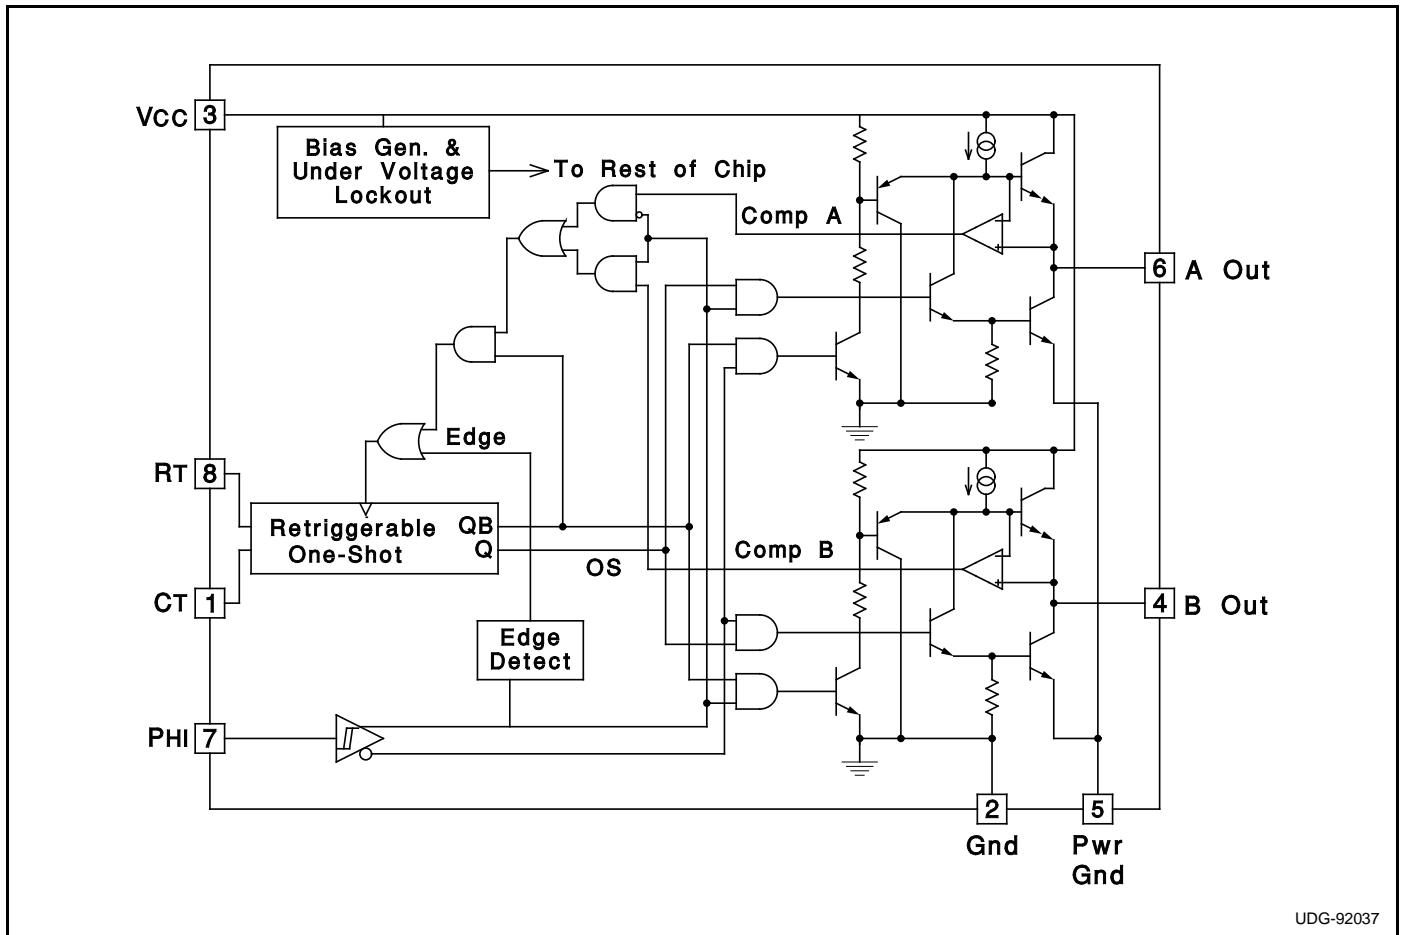 VCC 3
Bias Gen. &
Under Voltage
Lockout
To Rest of Chip
Comp A
6 A Out
Edge
RT 8
Retriggerable
One-Shot
QB
Q
OS
Comp B
CT 1
4 B Out
Edge
Detect
PHI 7
2
Gnd
5
Pwr
Gnd
+
+
UDG-92037